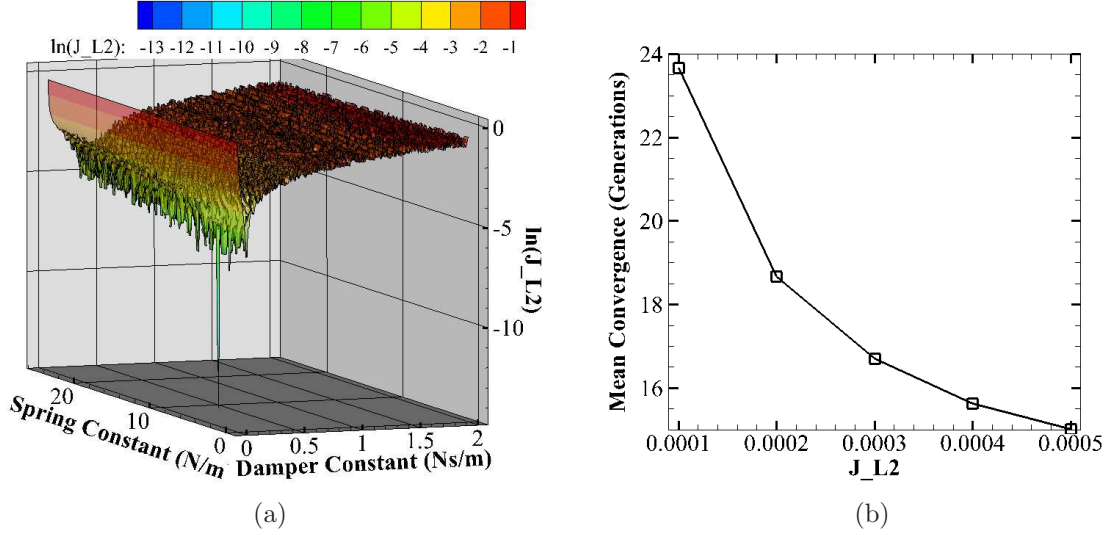 ln(J_L2): -13 -12 -11 -10 -9 -8 -7 -6 -5 -4 -3 -2 -1
0
-5
-10
ln(J_L2)
20
10
0
Spring Constant (N/m
0 0.5 1 1.5 2
Damper Constant (Ns/m)
(a)
24
22
20
18
16
Mean Convergence (Generations)
0.0001 0.0002 0.0003 0.0004 0.0005
J_L2
(b)